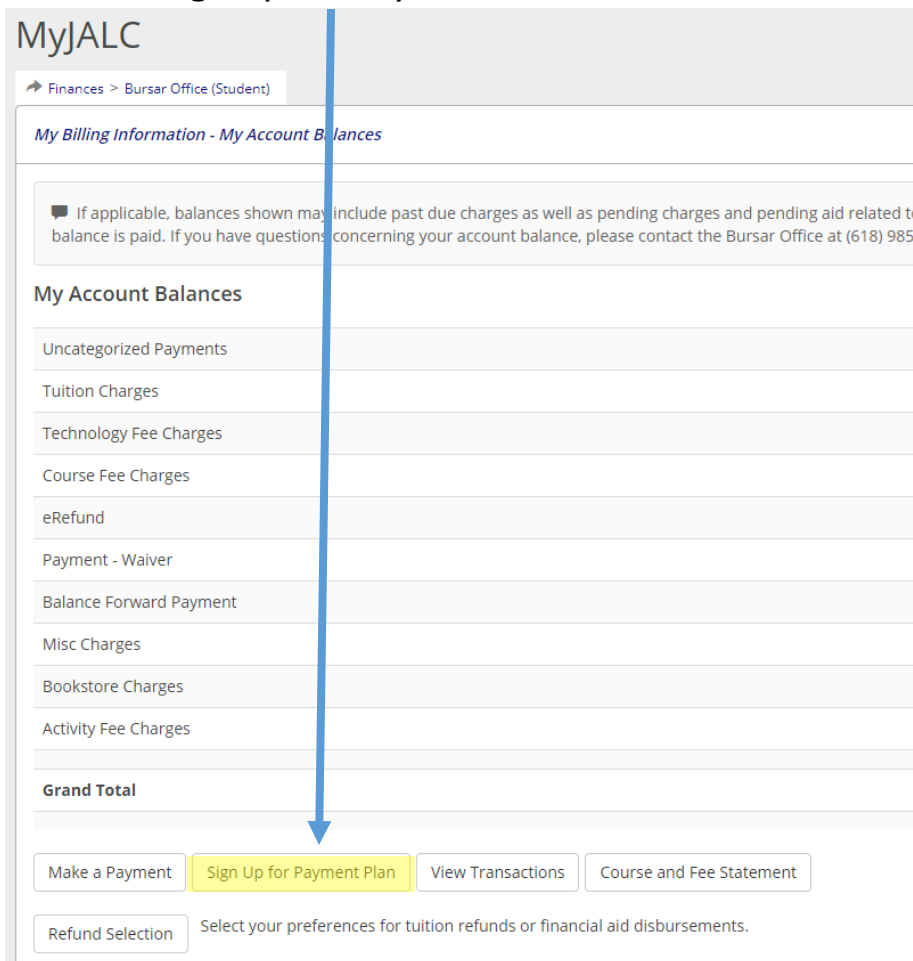 MyJALC
Finances > Bursar Office (Student)
My Billing Information - My Account Balances
If applicable, balances shown may include past due charges as well as pending charges and pending aid related
balance is paid. If you have questions concerning your account balance, please contact the Bursar Office at (618) 985
My Account Balances
Uncategorized Payments
Tuition Charges
Technology Fee Charges
Course Fee Charges
eRefund
Payment - Waiver
Balance Forward Payment
Misc Charges
Bookstore Charges
Activity Fee Charges
Grand Total
Make a Payment Sign Up for Payment Plan View Transactions Course and Fee Statement
Refund Selection Select your preferences for tuition refunds or financial aid disbursements.